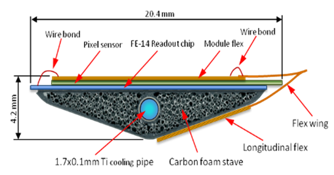 20.4 mm
Wire bond
Wire bond
Pixel sensor
FE-14 Readout chip
Module flex
4.2 mm
Flex wing
Longitudinal flex
1.7x0.1mm Ti cooling pipe
Carbon foam stave